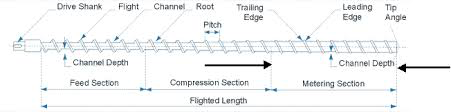 Drive Shank Flight Channel Root Trailing Edge Leading Edge Tip Angle
Pitch
Channel Depth Channel Depth
Feed Section Compression Section Metering Section
Flighted Length